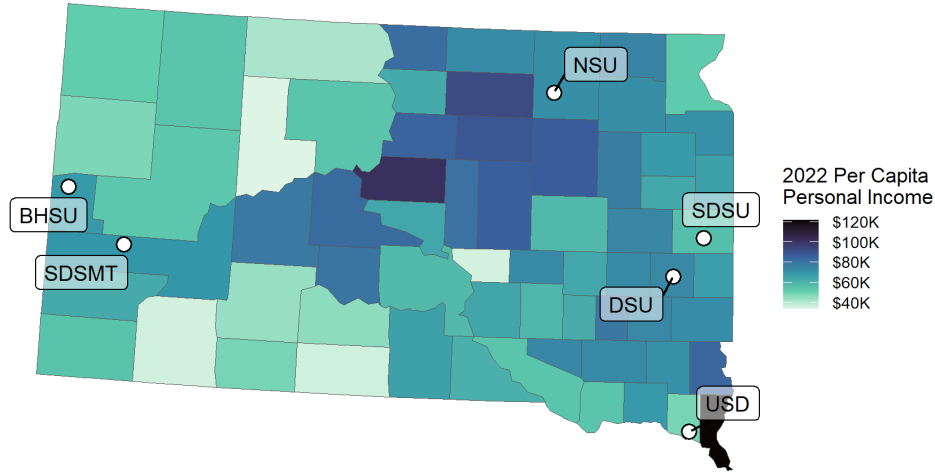 NSU
BHSU
SDSMT
SDSU
DSU
USD
2022 Per Capita
Personal Income
$120K
$100K
$80K
$60K
$40K